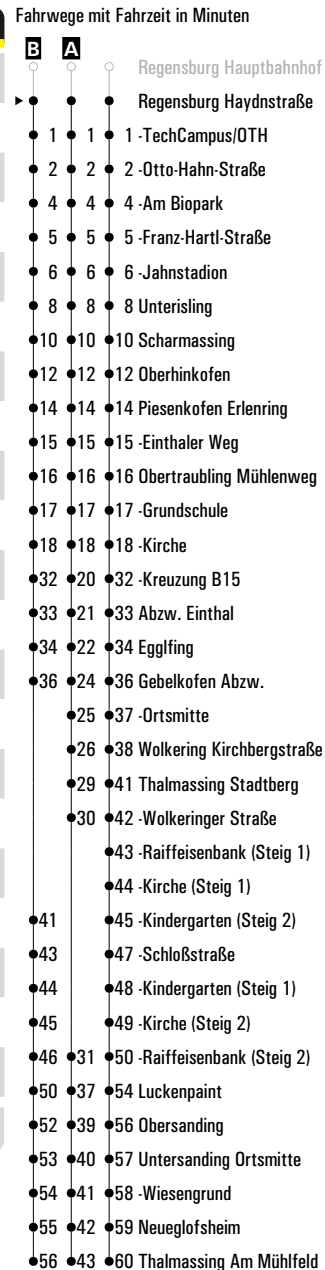 Fahrwege mit Fahrzeit in Minuten
B A
Regensburg Hauptbahnhof
Regensburg Haydnstraße
1 1 1 -TechCampus/OTH
2 2 2 -Otto-Hahn-Straße
4 4 4 -Am Biopark
5 5 5 -Franz-Hartl-Straße
6 6 6 -Jahnstadion
8 8 8 Unterisling
10 10 10 Scharmassing
12 12 12 Oberhinkofen
14 14 14 Piesenkofen Erlenring
15 15 15 -Einthaler Weg
16 16 16 Obertraubling Mühlenweg
17 17 17 -Grundschule
18 18 18 -Kirche
32 20 32 -Kreuzung B15
33 21 33 Abzw. Einthal
34 22 34 Egglfing
36 24 36 Gebelkofen Abzw.
25 37 -Ortsmitte
26 38 Wolkering Kirchbergstraße
29 41 Thalmassing Stadtberg
30 42 -Wolkeringer Straße
43 -Raiffeisenbank (Steig 1)
44 -Kirche (Steig 1)
41 45 -Kindergarten (Steig 2)
43 47 -Schloßstraße
44 48 -Kindergarten (Steig 1)
45 49 -Kirche (Steig 2)
46 31 50 -Raiffeisenbank (Steig 2)
50 37 54 Luckenpaint
52 39 56 Obersanding
53 40 57 Untersanding Ortsmitte
54 41 58 -Wiesengrund
55 42 59 Neueglofsheim
56 43 60 Thalmassing Am Mühlfeld